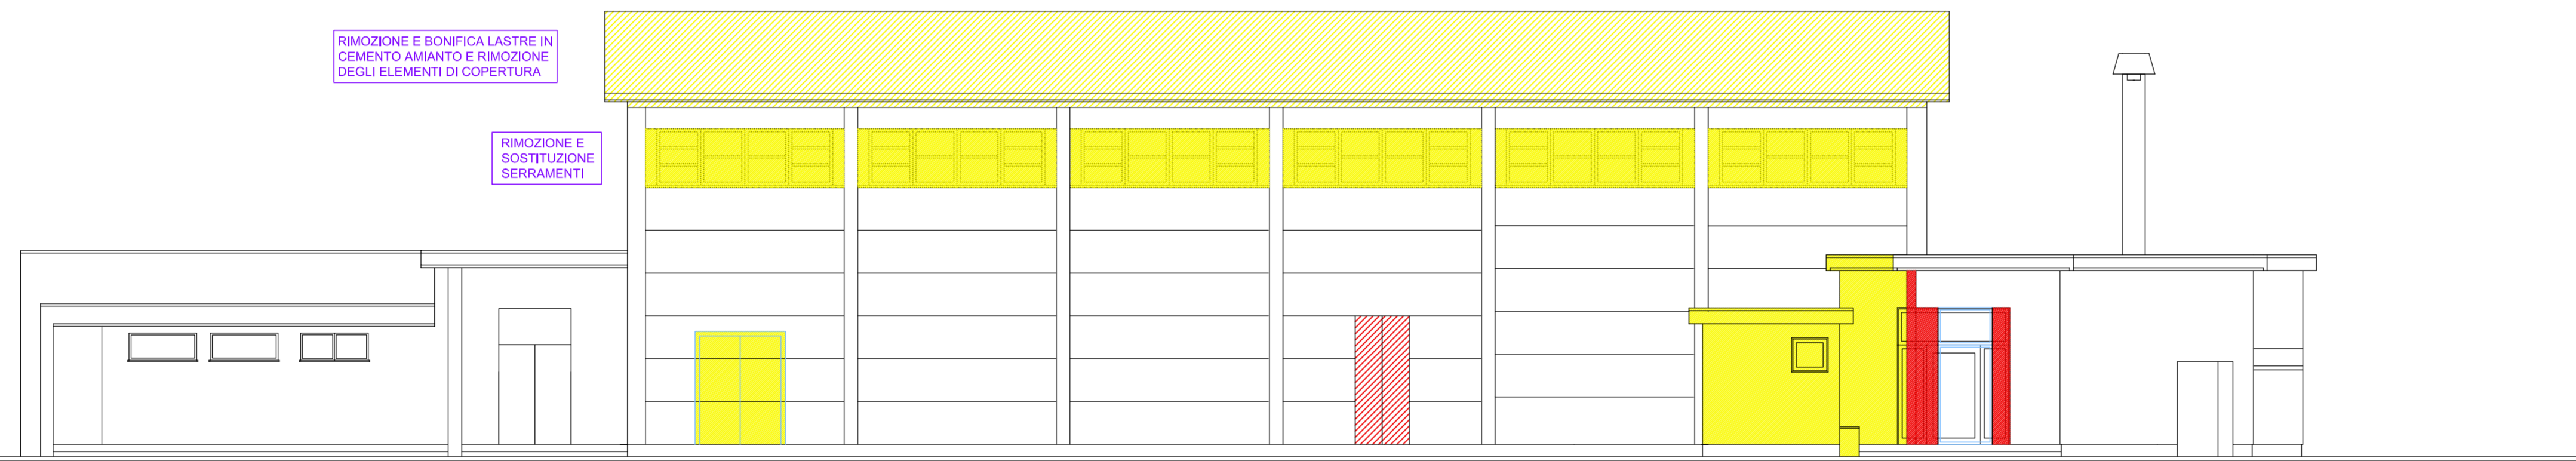 RIMOZIONE E BONIFICA LASTRE IN
CEMENTO AMIANTO E RIMOZIONE
DEGLI ELEMENTI DI COPERTURA
RIMOZIONE E
SOSTITUZIONE
SERRAMENTI